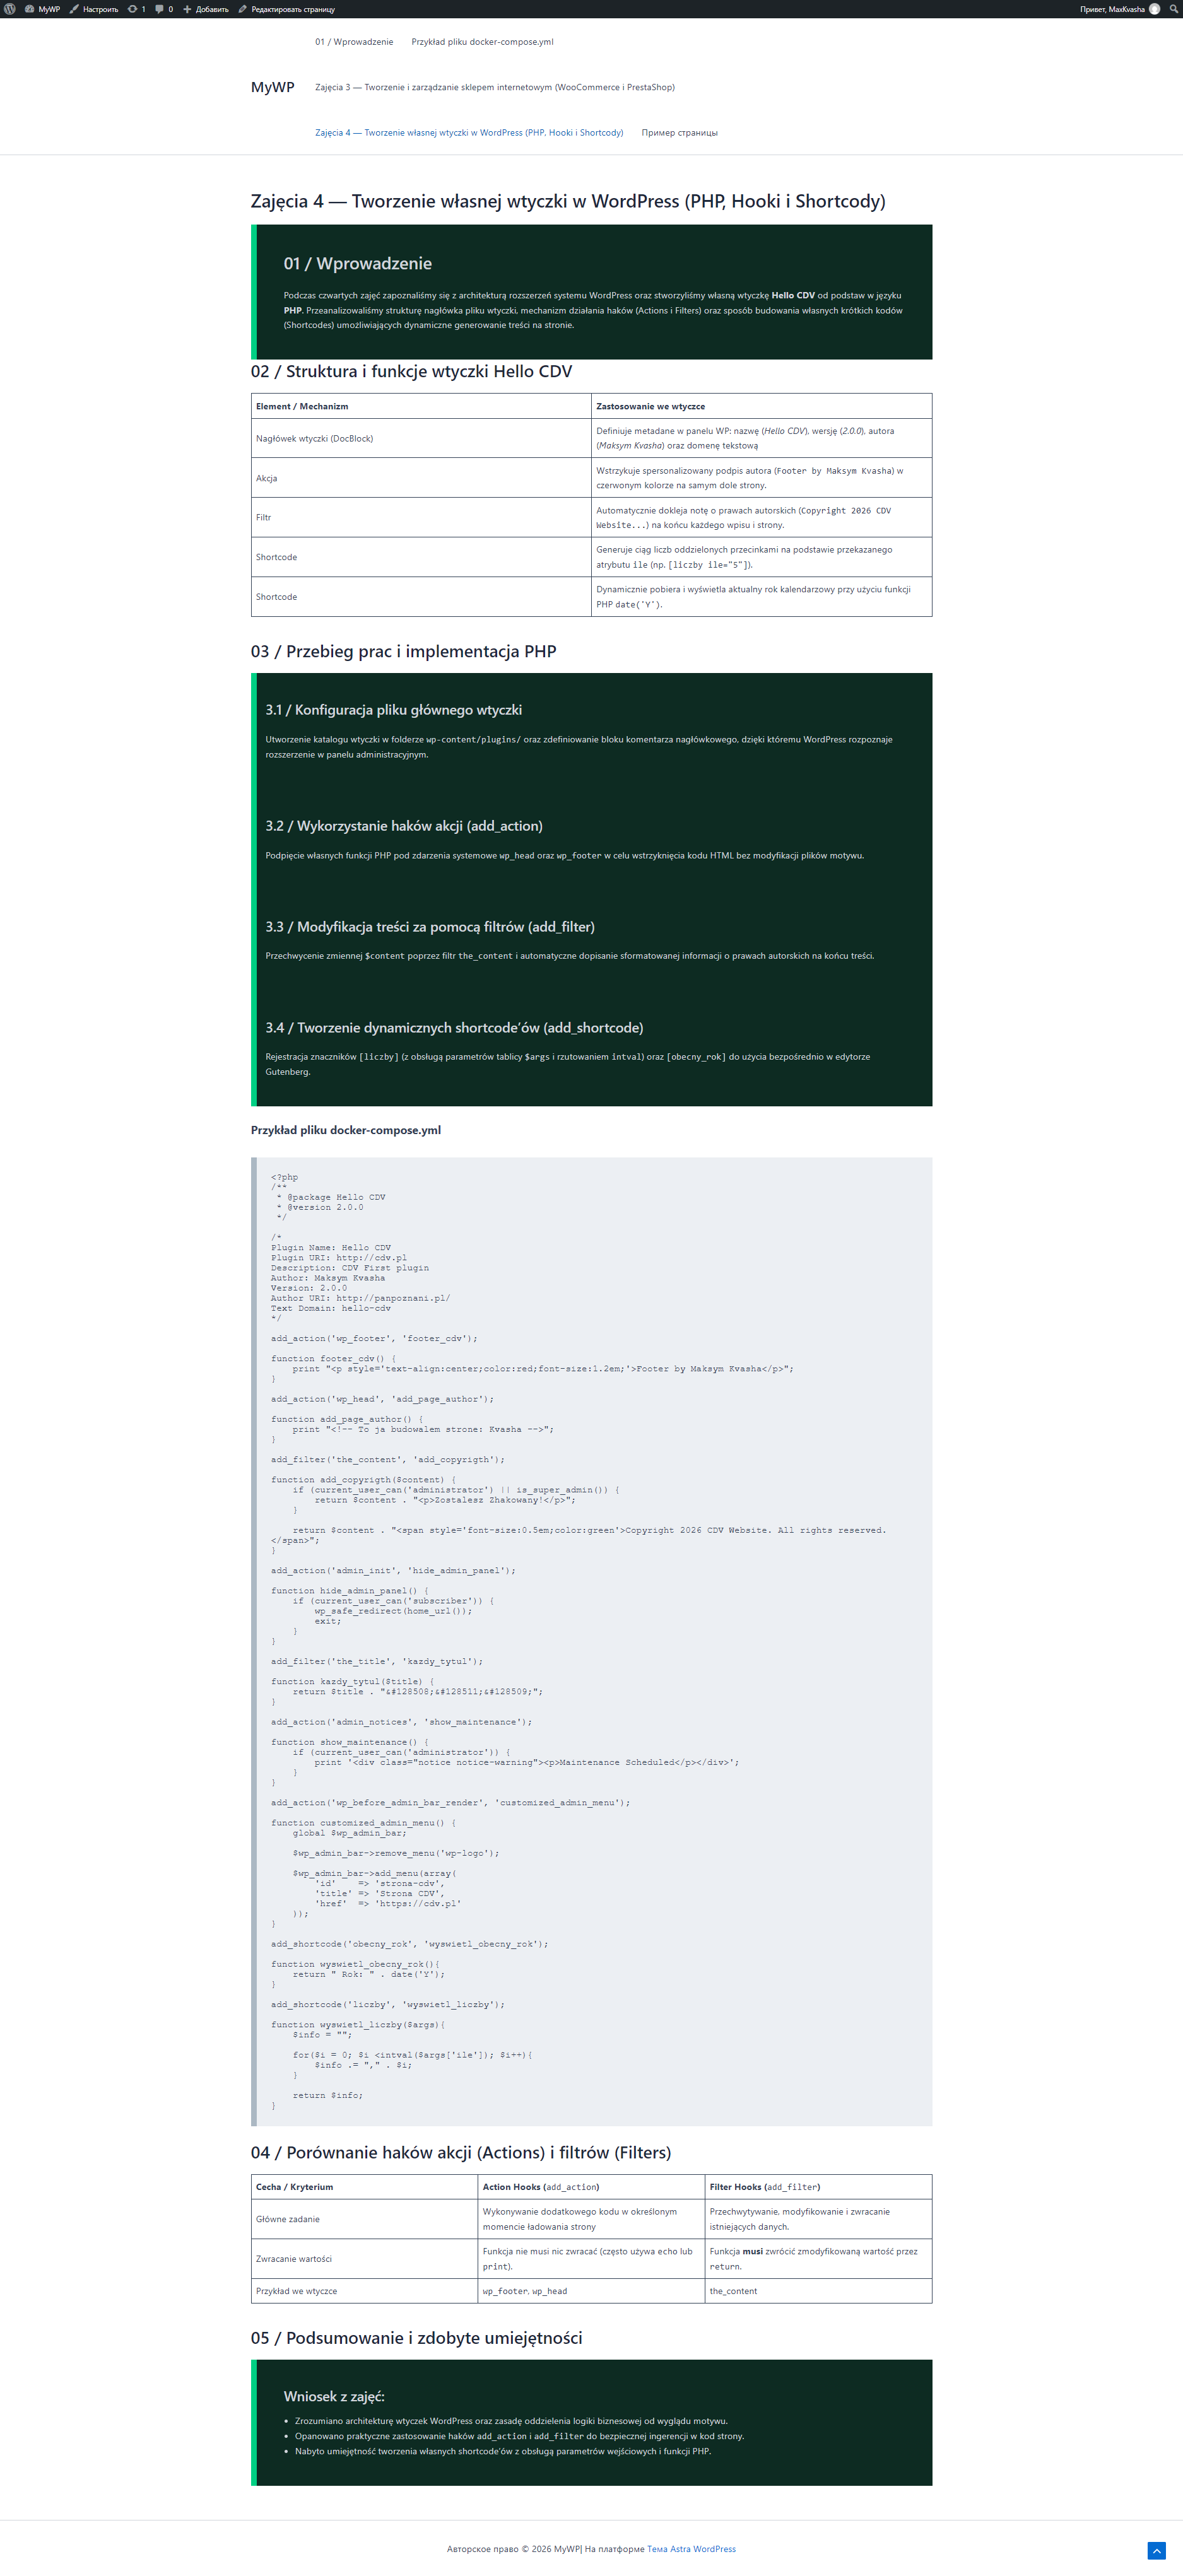 MyWP Настроить 1 0 Добавить Редактировать страницу Привет, MaxKvasha
01 / Wprowadzenie Przykład pliku docker-compose.yml
MyWP
Zajęcia 3 — Tworzenie i zarządzanie sklepem internetowym (WooCommerce i PrestaShop)
Zajęcia 4 — Tworzenie własnej wtyczki w WordPress (PHP, Hooki i Shortcody) Пример страницы
Zajęcia 4 — Tworzenie własnej wtyczki w WordPress (PHP, Hooki i Shortcody)
01 / Wprowadzenie
Podczas czwartych zajęć zapoznaliśmy się z architekturą rozszerzeń systemu WordPress oraz stworzyliśmy własną wtyczkę Hello CDV od podstaw w języku
PHP. Przeanalizowaliśmy strukturę nagłówka pliku wtyczki, mechanizm działania haków (Actions i Filters) oraz sposób budowania własnych krótkich kodów
(Shortcodes) umożliwiających dynamiczne generowanie treści na stronie.
02 / Struktura i funkcje wtyczki Hello CDV
Element / Mechanizm Zastosowanie we wtyczce
Nagłówek wtyczki (DocBlock) Definiuje metadane w panelu WP: nazwę (Hello CDV), wersję (2.0.0), autora
(Maksym Kvasha) oraz domenę tekstową
Akcja Wstrzykuje spersonalizowany podpis autora (Footer by Maksym Kvasha) w
czerwonym kolorze na samym dole strony.
Filtr Automatycznie dokleja notę o prawach autorskich (Copyright 2026 CDV
Website...) na końcu każdego wpisu i strony.
Shortcode Generuje ciąg liczb oddzielonych przecinkami na podstawie przekazanego
atrybutu ile (np. [liczby ile="5"]).
Shortcode Dynamicznie pobiera i wyświetla aktualny rok kalendarzowy przy użyciu funkcji
PHP date('Y').
03 / Przebieg prac i implementacja PHP
3.1 / Konfiguracja pliku głównego wtyczki
Utworzenie katalogu wtyczki w folderze wp-content/plugins/ oraz zdefiniowanie bloku komentarza nagłówkowego, dzięki któremu WordPress rozpoznaje
rozszerzenie w panelu administracyjnym.
3.2 / Wykorzystanie haków akcji (add_action)
Podpięcie własnych funkcji PHP pod zdarzenia systemowe wp_head oraz wp_footer w celu wstrzyknięcia kodu HTML bez modyfikacji plików motywu.
3.3 / Modyfikacja treści za pomocą filtrów (add_filter)
Przechwycenie zmiennej $content poprzez filtr the_content i automatyczne dopisanie sformatowanej informacji o prawach autorskich na końcu treści.
3.4 / Tworzenie dynamicznych shortcode'ów (add_shortcode)
Rejestracja znaczników [liczby] (z obsługą parametrów tablicy $args i rzutowaniem intval) oraz [obecny_rok] do użycia bezpośrednio w edytorze
Gutenberg.
Przykład pliku docker-compose.yml
<?php
/**
 * @package Hello CDV
 * @version 2.0.0
 */
/*
Plugin Name: Hello CDV
Plugin URI: http://cdv.pl
Description: CDV First plugin
Author: Maksym Kvasha
Version: 2.0.0
Author URI: http://panpoznani.pl/
Text Domain: hello-cdv
*/
add_action('wp_footer', 'footer_cdv');
function footer_cdv() {
    print "<p style='text-align:center;color:red;font-size:1.2em;'>Footer by Maksym Kvasha</p>";
}
add_action('wp_head', 'add_page_author');
function add_page_author() {
    print "<!-- To ja budowalem strone: Kvasha -->";
}
add_filter('the_content', 'add_copyrigth');
function add_copyrigth($content) {
    if (current_user_can('administrator') || is_super_admin()) {
        return $content . "<p>Zostalesz Zhakowany!</p>";
    }
    return $content . "<span style='font-size:0.5em;color:green'>Copyright 2026 CDV Website. All rights reserved.
</span>";
}
add_action('admin_init', 'hide_admin_panel');
function hide_admin_panel() {
    if (current_user_can('subscriber')) {
        wp_safe_redirect(home_url());
        exit;
    }
}
add_filter('the_title', 'kazdy_tytul');
function kazdy_tytul($title) {
    return $title . "&#128508;&#128511;&#128509;";
}
add_action('admin_notices', 'show_maintenance');
function show_maintenance() {
    if (current_user_can('administrator')) {
        print '<div class="notice notice-warning"><p>Maintenance Scheduled</p></div>';
    }
}
add_action('wp_before_admin_bar_render', 'customized_admin_menu');
function customized_admin_menu() {
    global $wp_admin_bar;
    $wp_admin_bar->remove_menu('wp-logo');
    $wp_admin_bar->add_menu(array(
        'id'    => 'strona-cdv',
        'title' => 'Strona CDV',
        'href'  => 'https://cdv.pl'
    ));
}
add_shortcode('obecny_rok', 'wyswietl_obecny_rok');
function wyswietl_obecny_rok(){
    return " Rok: " . date('Y');
}
add_shortcode('liczby', 'wyswietl_liczby');
function wyswietl_liczby($args){
    $info = "";
    for($i = 0; $i <intval($args['ile']); $i++){
        $info .= "," . $i;
    }
    return $info;
}
04 / Porównanie haków akcji (Actions) i filtrów (Filters)
Cecha / Kryterium Action Hooks (add_action) Filter Hooks (add_filter)
Główne zadanie Wykonywanie dodatkowego kodu w określonym
momencie ładowania strony Przechwytywanie, modyfikowanie i zwracanie
istniejących danych.
Zwracanie wartości Funkcja nie musi nic zwracać (często używa echo lub
print). Funkcja musi zwrócić zmodyfikowaną wartość przez
return.
Przykład we wtyczce wp_footer, wp_head the_content
05 / Podsumowanie i zdobyte umiejętności
Wniosek z zajęć:
• Zrozumiano architekturę wtyczek WordPress oraz zasadę oddzielenia logiki biznesowej od wyglądu motywu.
• Opanowano praktyczne zastosowanie haków add_action i add_filter do bezpiecznej ingerencji w kod strony.
• Nabyto umiejętność tworzenia własnych shortcode'ów z obsługą parametrów wejściowych i funkcji PHP.
Авторское право © 2026 MyWP| На платформе Тема Astra WordPress